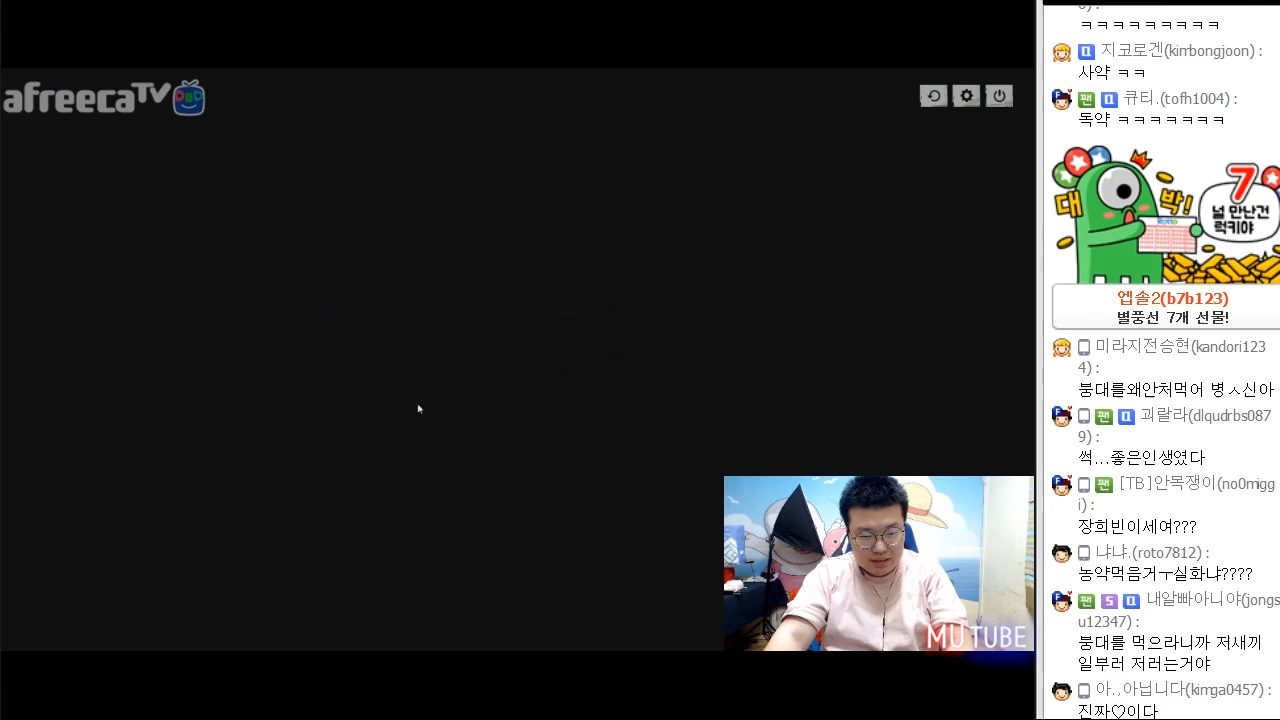 afreecaTV
ㅋㅋㅋㅋㅋㅋㅋㅋㅋ
지코로겐(kimbongjoon) :
사약 ㅋㅋ
팬 큐티.(tofh1004) :
독약 ㅋㅋㅋㅋㅋㅋㅋ
대박!
7
널 만난건
럭키야
엡솔2(b7b123)
별풍선 7개 선물!
미라지전승현(kandori123
4) :
붕대를왜안처먹어 병ㅅ신아
팬 괴랄라(dlqudrbs087
9) :
썩...좋은인생였다
팬 [TB]안목쟁이(no0miggi
i) :
장희빈이세여???
냐냐.(roto7812) :
농약먹음거ㅜ실화냐????
팬 S 내알빠아니야(jongs
u12347) :
붕대를 먹으라니까 저새끼
일부러 저러는거야
아.,아닙니다(kimga0457) :
진짜♡이다
MUTUBE